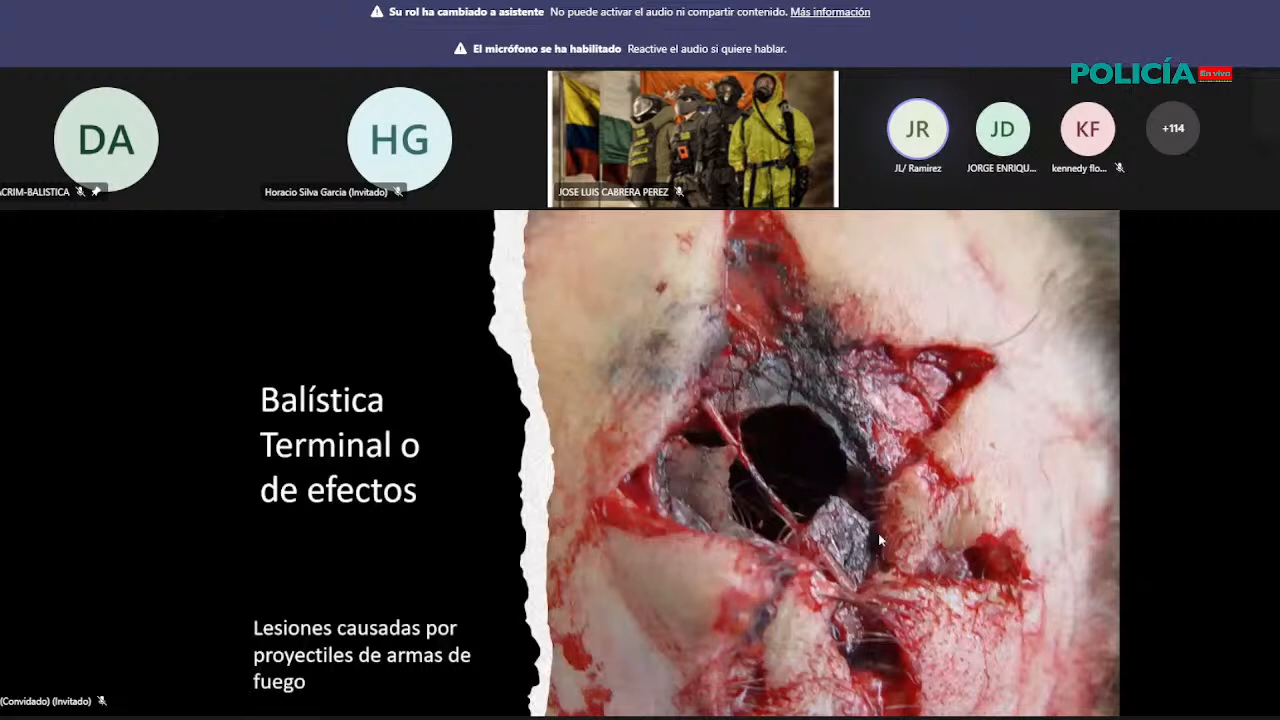 Su rol ha cambiado a asistente No puede activar el audio ni compartir contenido. Más información
El micrófono se ha habilitado Reactive el audio si quiere hablar.
POLICÍA En vivo
DA
HG
JR
JD
KF
+114
JL/ Ramirez
JORGE ENRIQU...
kennedy flo...
ACRIM-BALISTICA
Horacio Silva Garcia (Invitado)
JOSE LUIS CABRERA PEREZ
Balística
Terminal o
de efectos
Lesiones causadas por
proyectiles de armas de
fuego
(Convidado) (Invitado)